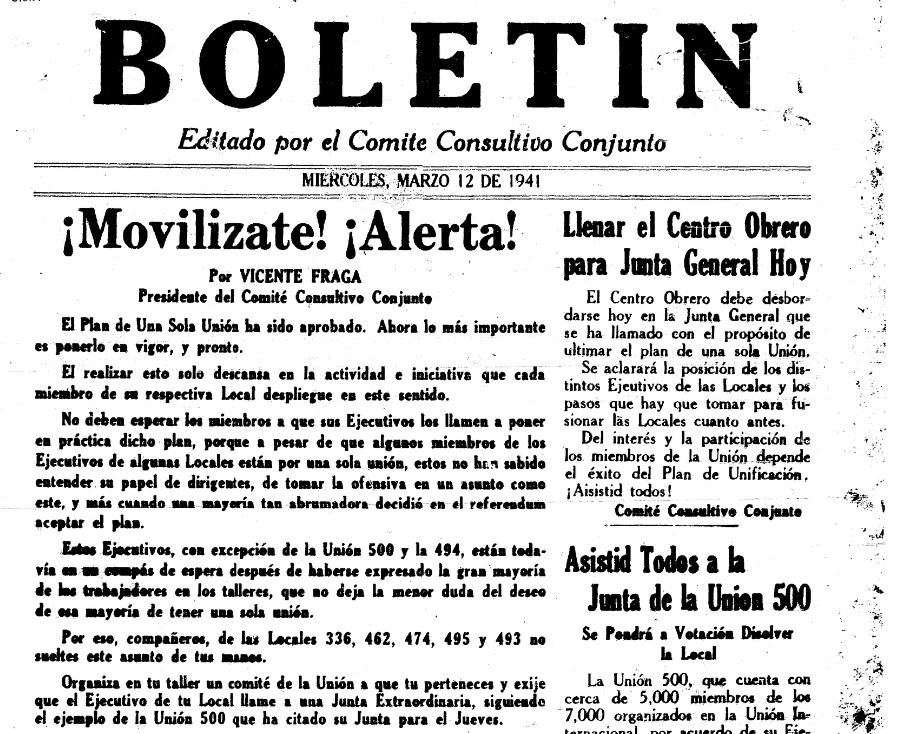 BOLETIN
Editado por el Comite Consultivo Conjunto
MIERCOLES, MARZO 12 DE 1941
¡Movilizate! ¡Alerta!
Por VICENTE FRAGA
Presidente del Comité Consultivo Conjunto
El Plan de Una Sola Unión ha sido aprobado. Ahora lo más importante
es ponerlo en vigor, y pronto.
El realizar esto solo descansa en la actividad e iniciativa que cada
miembro de su respectiva Local despliegue en este sentido.
No deben esperar los miembros a que sus Ejecutivos los llamen a poner
en práctica dicho plan, porque a pesar de que algunos miembros de los
Ejecutivos de algunas Locales están por una sola unión, estos no han sabido
entender su papel de dirigentes, de tomar la ofensiva en un asunto como
este, y más cuando una mayoría tan abrumadora decidió en el referendum
aceptar el plan.
Estos Ejecutivos, con excepción de la Unión 500 y la 494, están toda-
vía en un compás de espera después de haberse expresado la gran mayoría
de los trabajadores en los talleres, que no deja la menor duda del deseo
de esa mayoría de tener una sola unión.
Por eso, compañeros, de las Locales 336, 462, 474, 495 y 493 no
sueltes este asunto de tus manos.
Organiza en tu taller un comité de la Unión a que tu perteneces y exije
que el Ejecutivo de tu Local llame a una Junta Extraordinaria, siguiendo
el ejemplo de la Unión 500 que ha citado su Junta para el Jueves.
Llenar el Centro Obrero
para Junta General Hoy
El Centro Obrero debe desbor-
darse hoy en la Junta General que
se ha llamado con el propósito de
ultimar el plan de una sola Unión.
Se aclarará la posición de los dis-
tintos Ejeutivos de las Locales y los
pasos que hay que tomar para fu-
sionar las Locales cuanto antes.
Del interés y la participación de
los miembros de la Unión depende
el éxito del Plan de Unificación.
¡Aisistid todos!
Comité Consultivo Conjunto
Asistid Todos a la
Junta de la Union 500
Se Pondrá a Votación Disolver
la Local
La Unión 500, que cuenta con
cerca de 5,000 miembros de los
7,000 organizados en la Unión In-
ternacional, por acuerdo de su Eje-